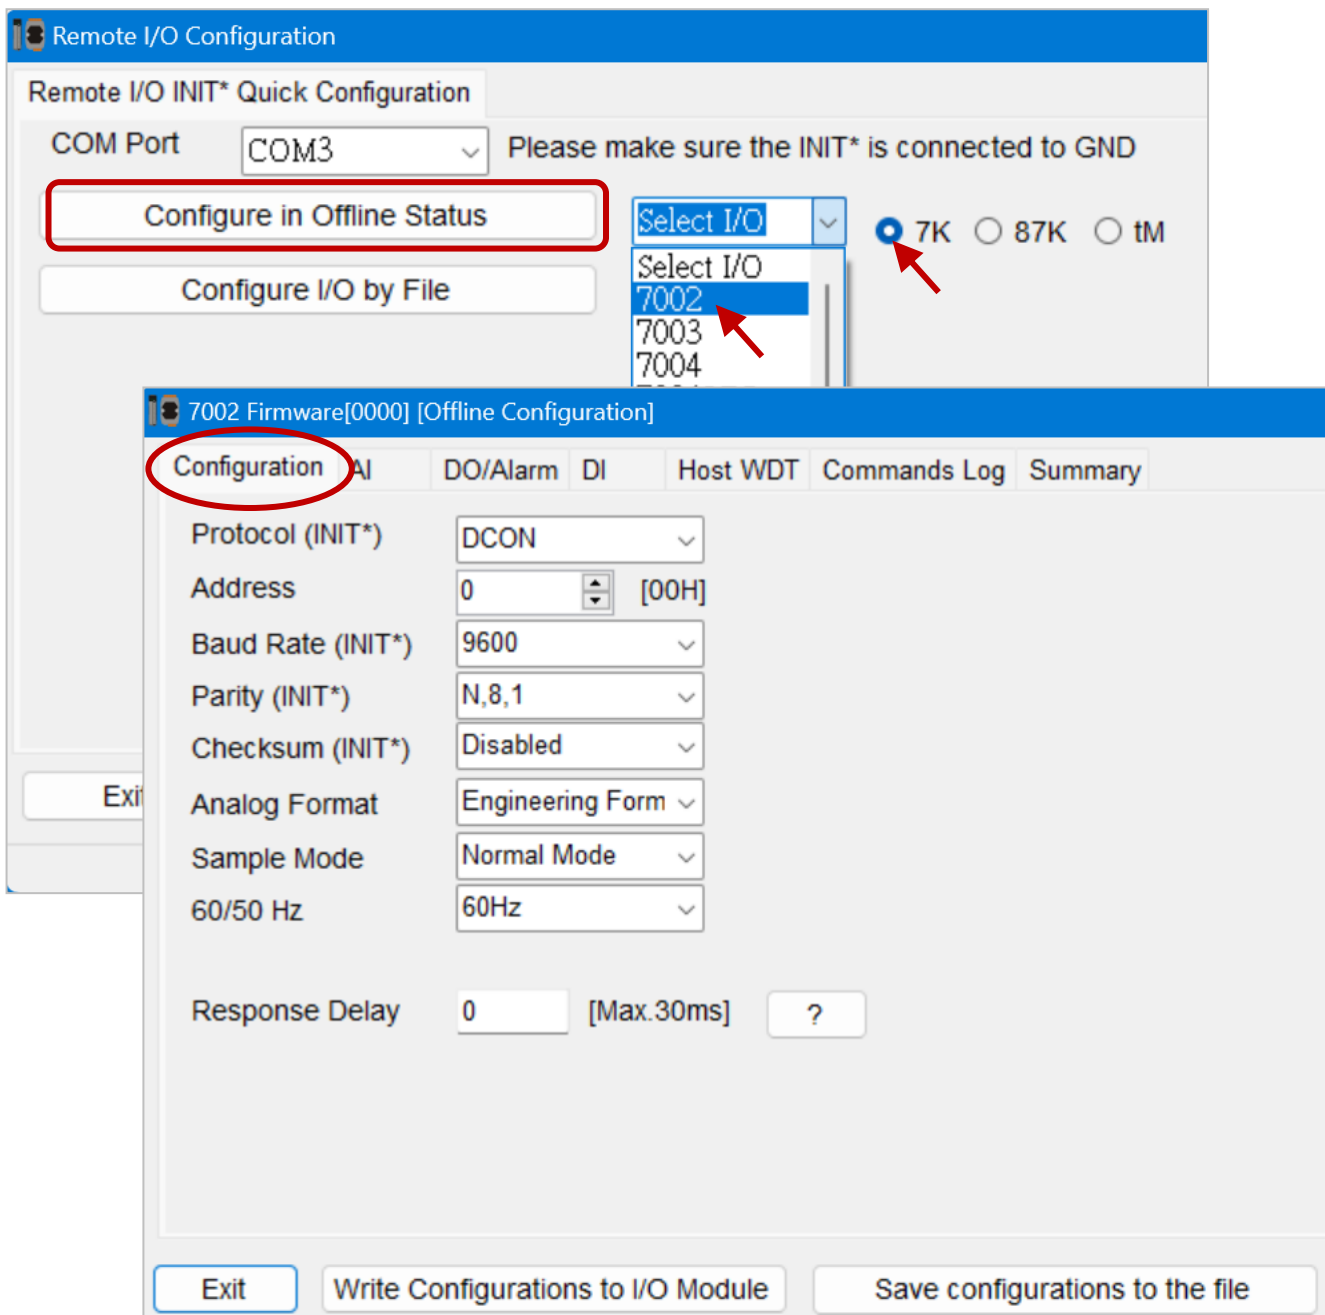 Remote I/O Configuration
Remote I/O INIT* Quick Configuration
COM Port COM3 Please make sure the INIT* is connected to GND
Configure in Offline Status Select I/O 7K 87K tM
Select I/O
Configure I/O by File
7002
7003
7004
7002 Firmware[0000] [Offline Configuration]
Configuration AI DO/Alarm DI Host WDT Commands Log Summary
Protocol (INIT*) DCON
Address 0 [00H]
Baud Rate (INIT*) 9600
Parity (INIT*) N,8,1
Checksum (INIT*) Disabled
Exit
Analog Format Engineering Form
Sample Mode Normal Mode
60/50 Hz 60Hz
Response Delay 0 [Max.30ms] ?
Exit Write Configurations to I/O Module Save configurations to the file